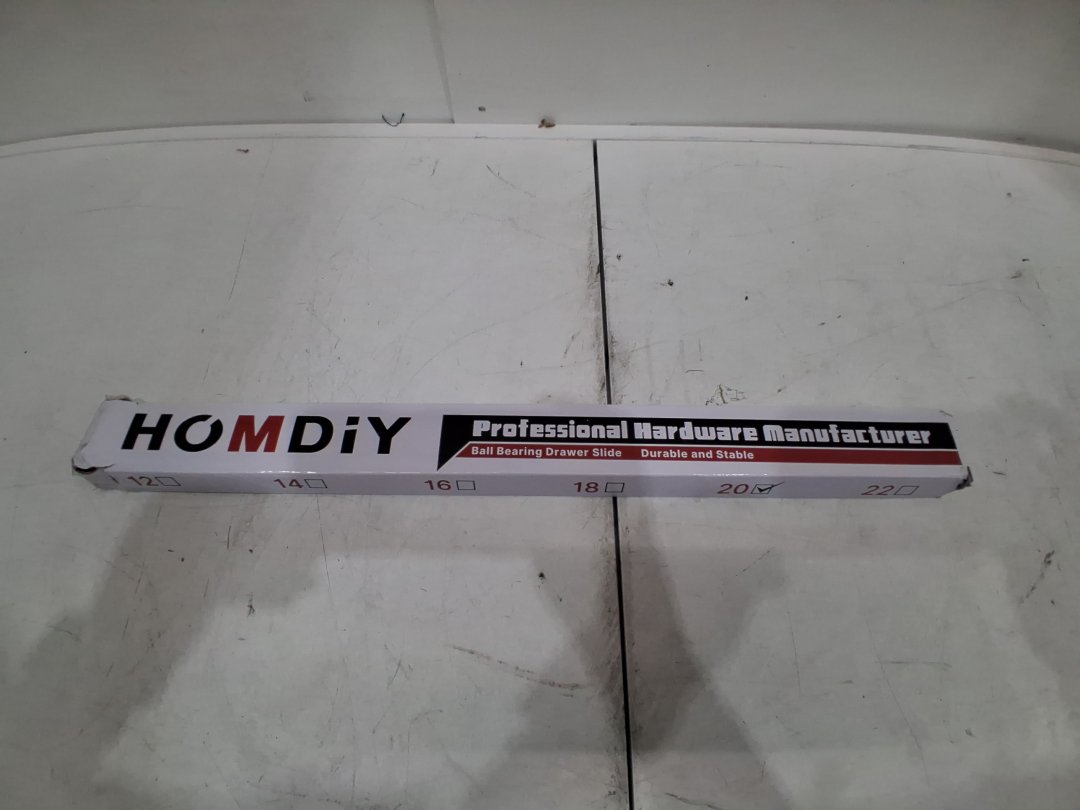 HOMDiY
Professional Hardware Manufacturer
Ball Bearing Drawer Slide Durable and Stable
12 14 16 18 20 22